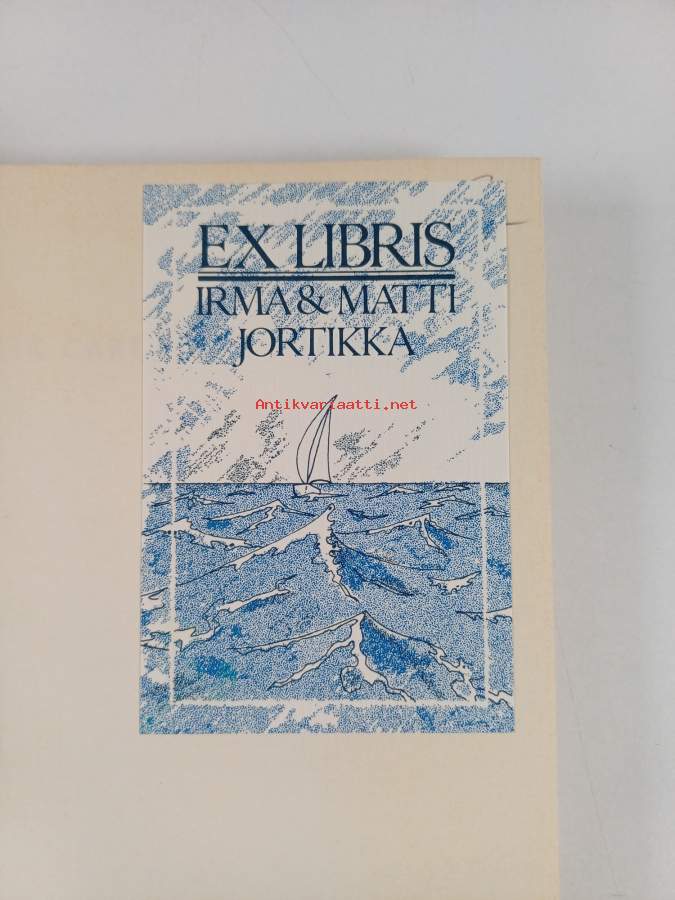 EX LIBRIS
IRMA & MATTI
JORTIKKA
Antikvariaatti.net